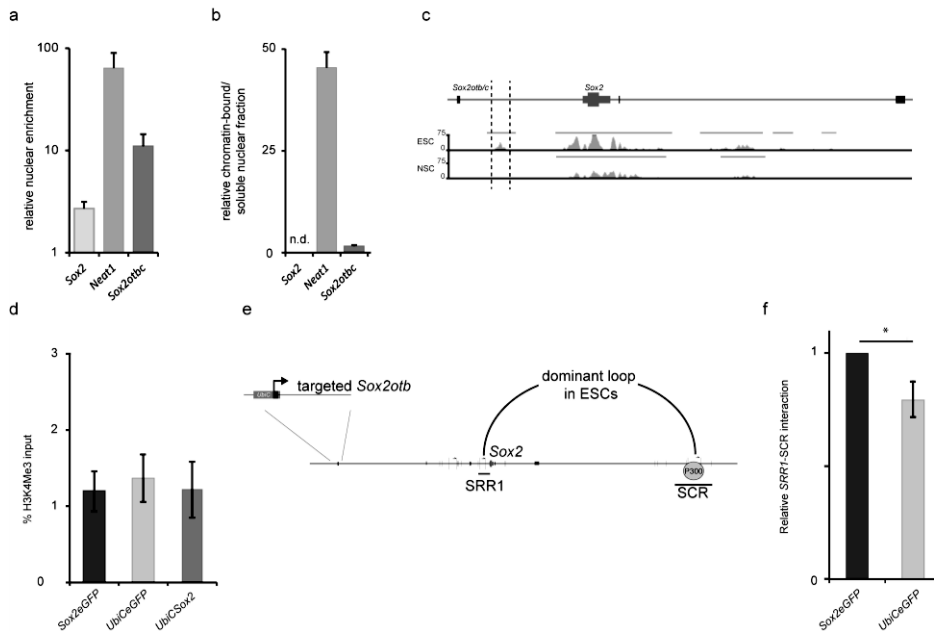 a
100
10
1
relative nuclear enrichment
Sox2
Neat1
Sox2otbc
b
50
25
0
relative chromatin-bound/
soluble nuclear fraction
n.d.
Sox2
Neat1
Sox2otbc
c
Sox2otb/c
Sox2
ESC
75
0
NSC
75
0
d
3
2
1
0
% H3K4Me3 input
Sox2eGFP
UbiCeGFP
UbiCSox2
e
UbiC
targeted Sox2otb
dominant loop
in ESCs
Sox2
SRR1
P300
SCR
f
*
1
0
Relative SRR1-SCR interaction
Sox2eGFP
UbiCeGFP